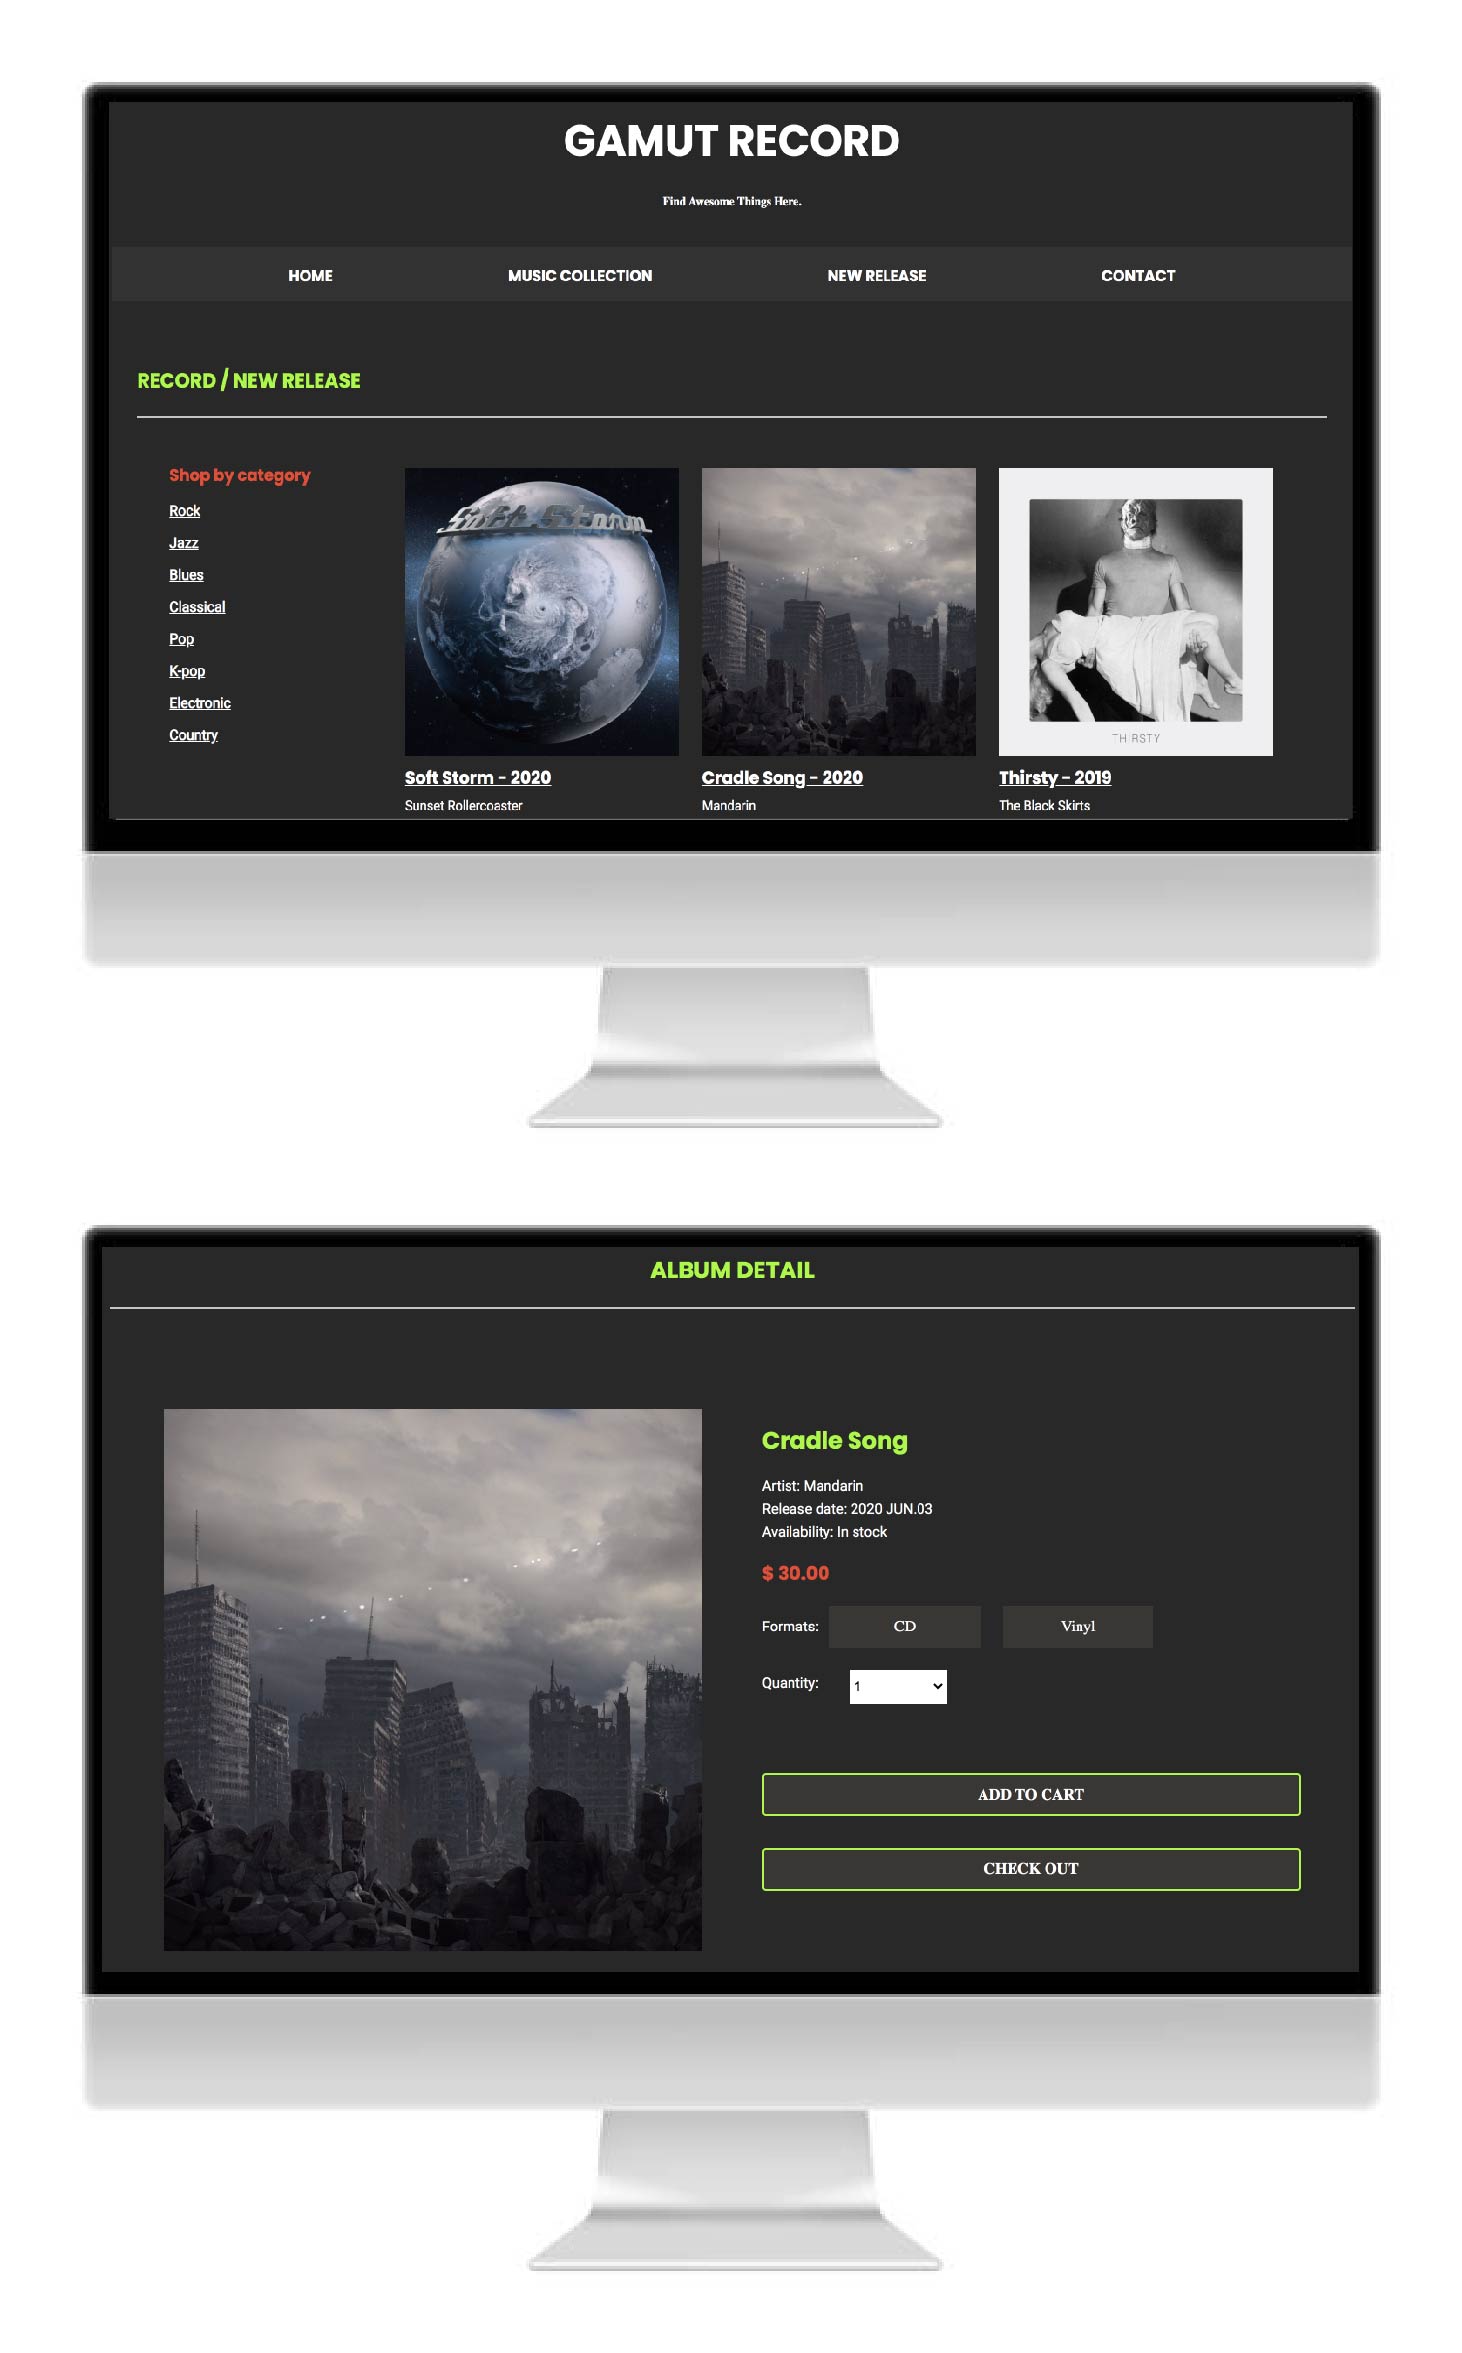 GAMUT RECORD
Find Awesome Things Here.
HOME MUSIC COLLECTION NEW RELEASE CONTACT
RECORD / NEW RELEASE
Shop by category
Rock
Jazz
Blues
Classical
Pop
K-pop
Electronic
Country
Soft Storm
THIRSTY
Soft Storm - 2020
Sunset Rollercoaster
Cradle Song - 2020
Mandarin
Thirsty - 2019
The Black Skirts
ALBUM DETAIL
Cradle Song
Artist: Mandarin
Release date: 2020 JUN.03
Availability: In stock
$ 30.00
Formats: CD Vinyl
Quantity: 1
ADD TO CART
CHECK OUT